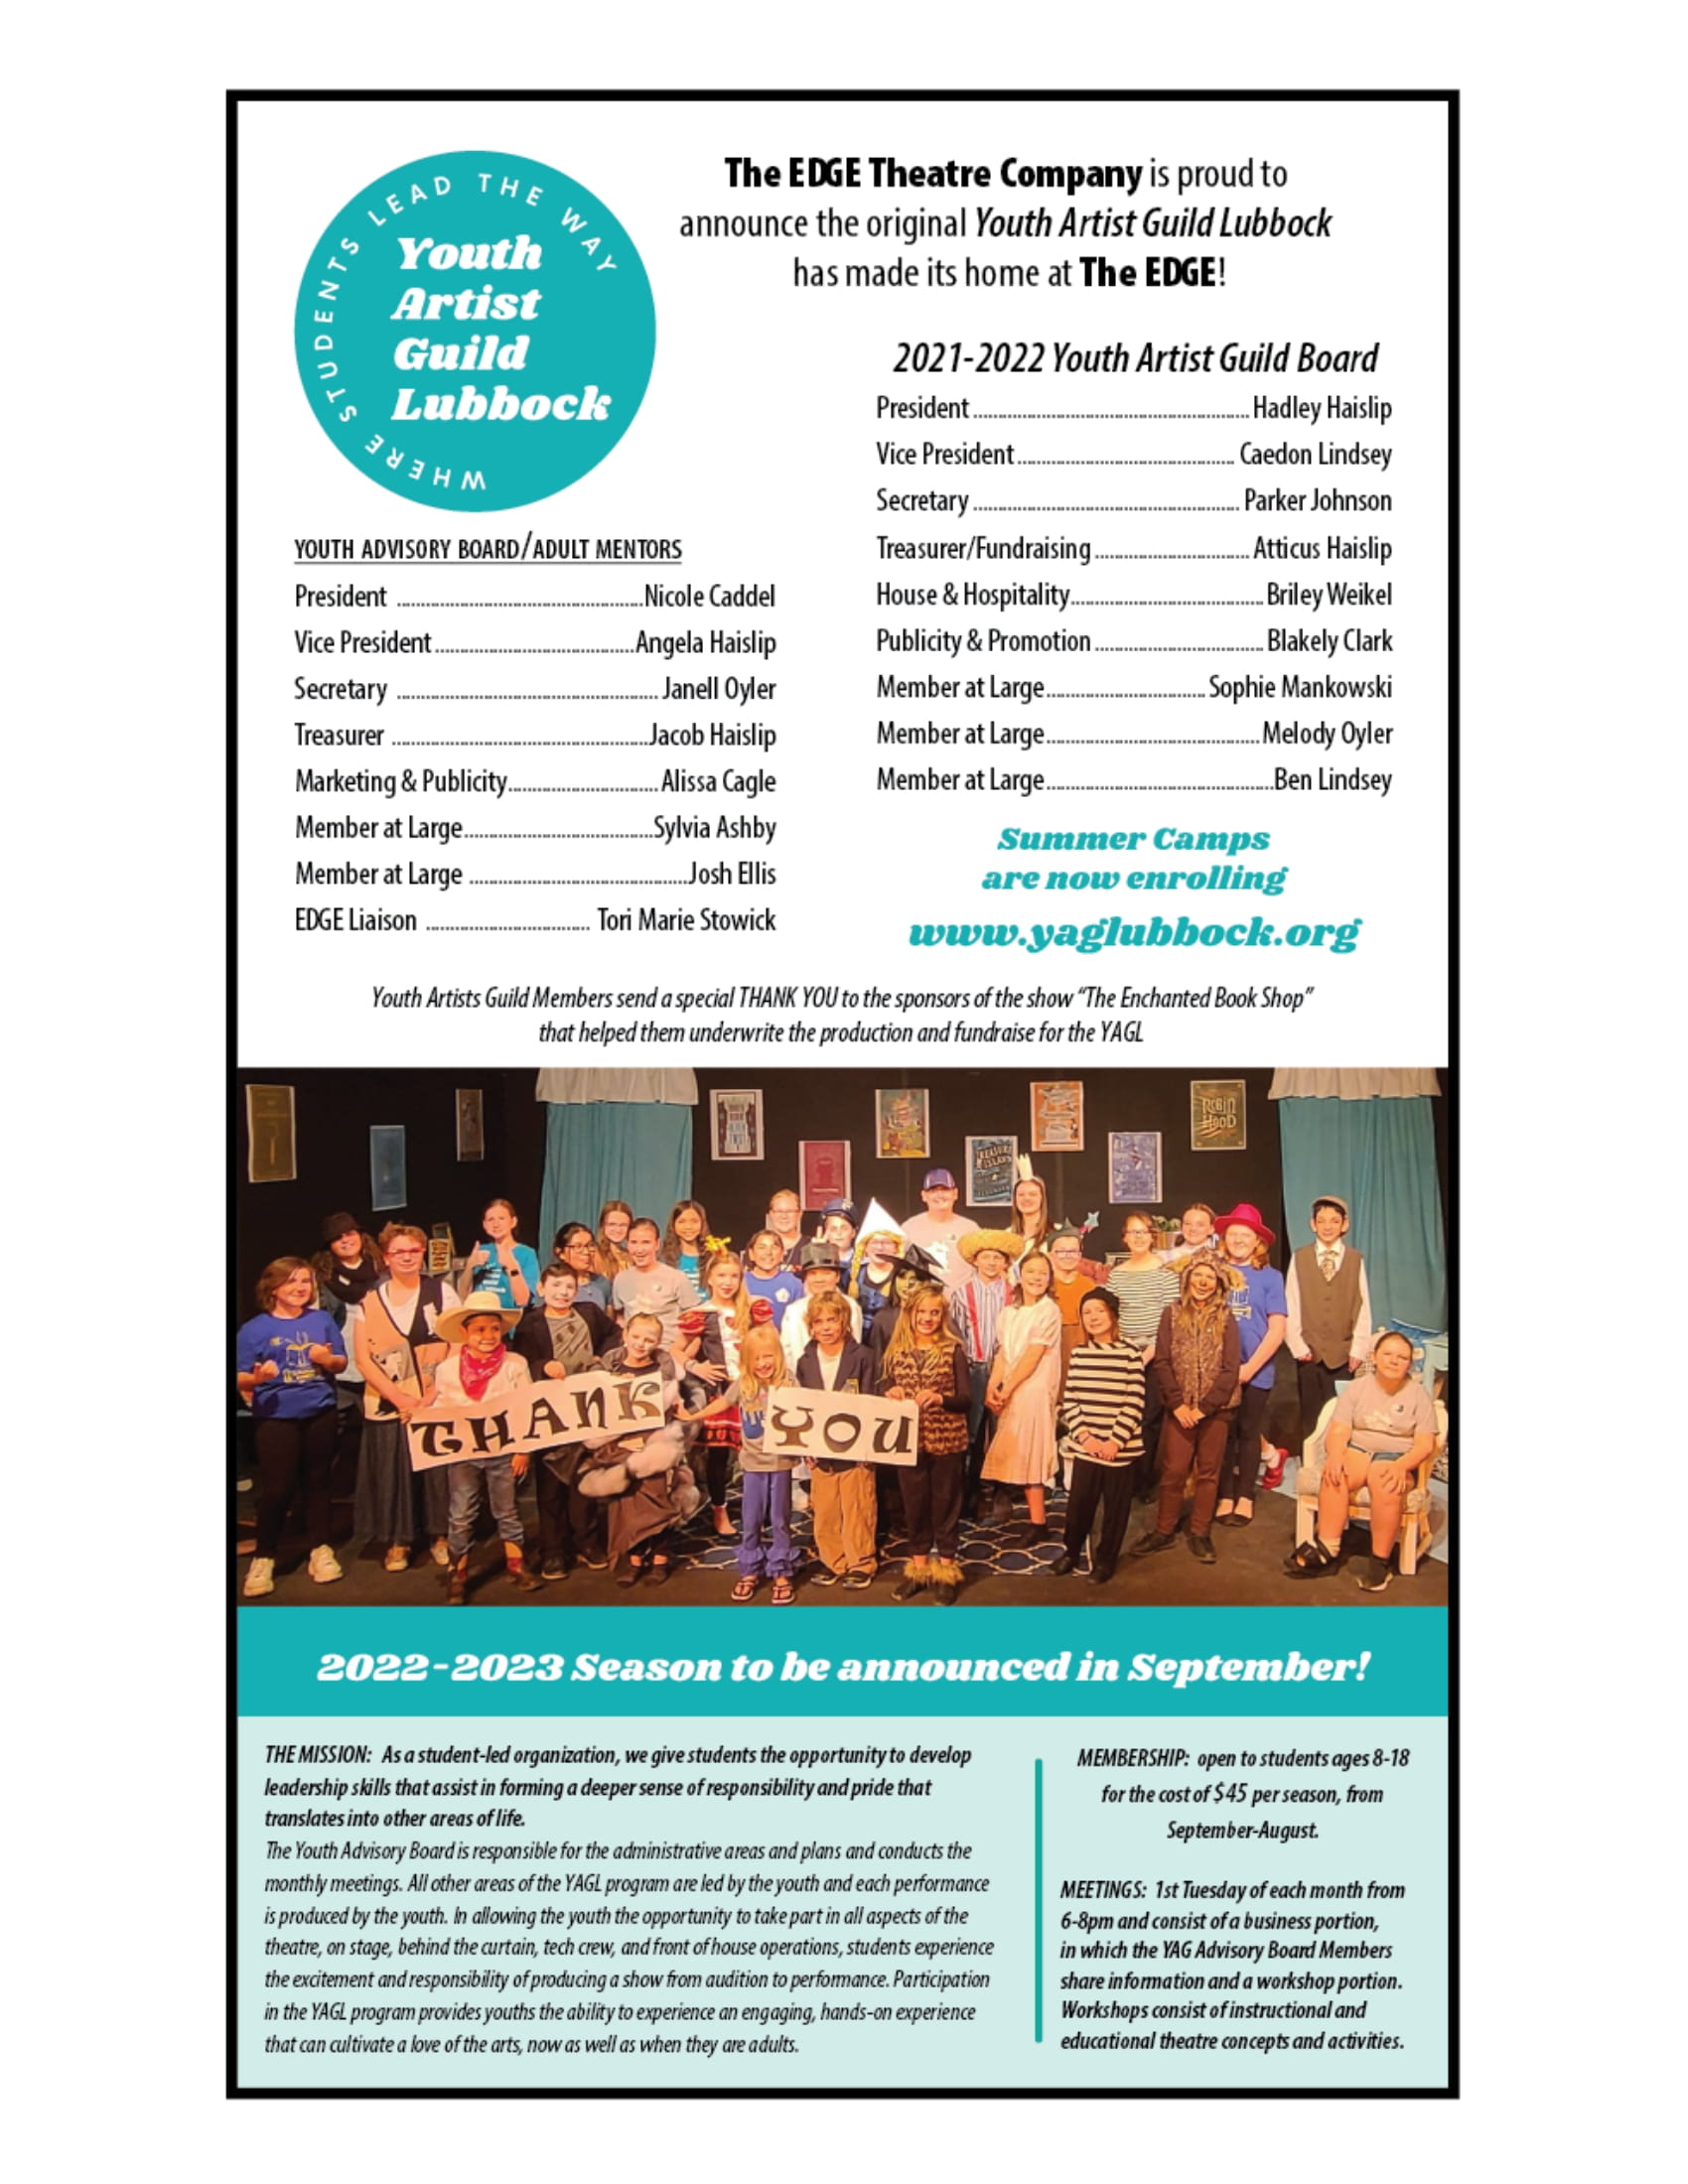 WHERE STUDENTS LEAD THE WAY
Youth
Artist
Guild
Lubbock
The EDGE Theatre Company is proud to
announce the original Youth Artist Guild Lubbock
has made its home at The EDGE!
YOUTH ADVISORY BOARD/ADULT MENTORS
President ................................................Nicole Caddel
Vice President.......................................Angela Haislip
Secretary ................................................... Janell Oyler
Treasurer ..................................................Jacob Haislip
Marketing & Publicity............................. Alissa Cagle
Member at Large.....................................Sylvia Ashby
Member at Large ...........................................Josh Ellis
EDGE Liaison ................................ Tori Marie Stowick
2021-2022 Youth Artist Guild Board
President......................................................Hadley Haislip
Vice President.......................................... Caedon Lindsey
Secretary.................................................... Parker Johnson
Treasurer/Fundraising..............................Atticus Haislip
House & Hospitality......................................Briley Weikel
Publicity & Promotion................................. Blakely Clark
Member at Large............................... Sophie Mankowski
Member at Large..........................................Melody Oyler
Member at Large.............................................Ben Lindsey
Summer Camps
are now enrolling
www.yaglubbock.org
Youth Artists Guild Members send a special THANK YOU to the sponsors of the show “The Enchanted Book Shop”
that helped them underwrite the production and fundraise for the YAGL
TREASURE
ISLAND
ROBIN
HOOD
THANK YOU
2022-2023 Season to be announced in September!
THE MISSION: As a student-led organization, we give students the opportunity to develop
leadership skills that assist in forming a deeper sense of responsibility and pride that
translates into other areas of life.
The Youth Advisory Board is responsible for the administrative areas and plans and conducts the
monthly meetings. All other areas of the YAGL program are led by the youth and each performance
is produced by the youth. In allowing the youth the opportunity to take part in all aspects of the
theatre, on stage, behind the curtain, tech crew, and front of house operations, students experience
the excitement and responsibility of producing a show from audition to performance. Participation
in the YAGL program provides youths the ability to experience an engaging, hands-on experience
that can cultivate a love of the arts, now as well as when they are adults.
MEMBERSHIP: open to students ages 8-18
for the cost of $45 per season, from
September-August.
MEETINGS: 1st Tuesday of each month from
6-8pm and consist of a business portion,
in which the YAG Advisory Board Members
share information and a workshop portion.
Workshops consist of instructional and
educational theatre concepts and activities.